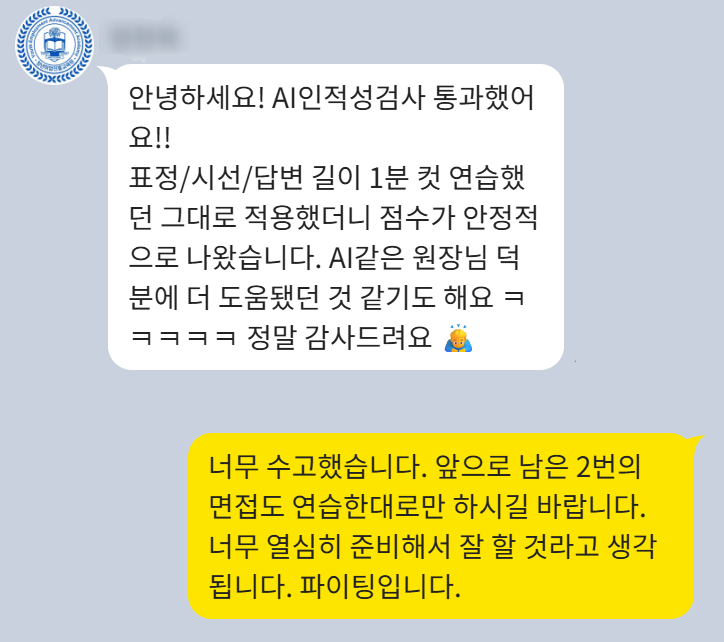 안녕하세요! AI인적성검사 통과했어
요!!
표정/시선/답변 길이 1분 컷 연습했
던 그대로 적용했더니 점수가 안정적
으로 나왔습니다. AI같은 원장님 덕
분에 더 도움됐던 것 같기도 해요 ㅋ
ㅋㅋㅋㅋ 정말 감사드려요 🙇
너무 수고했습니다. 앞으로 남은 2번의
면접도 연습한대로만 하시길 바랍니다.
너무 열심히 준비해서 잘 할 것라고 생각
됩니다. 파이팅입니다.